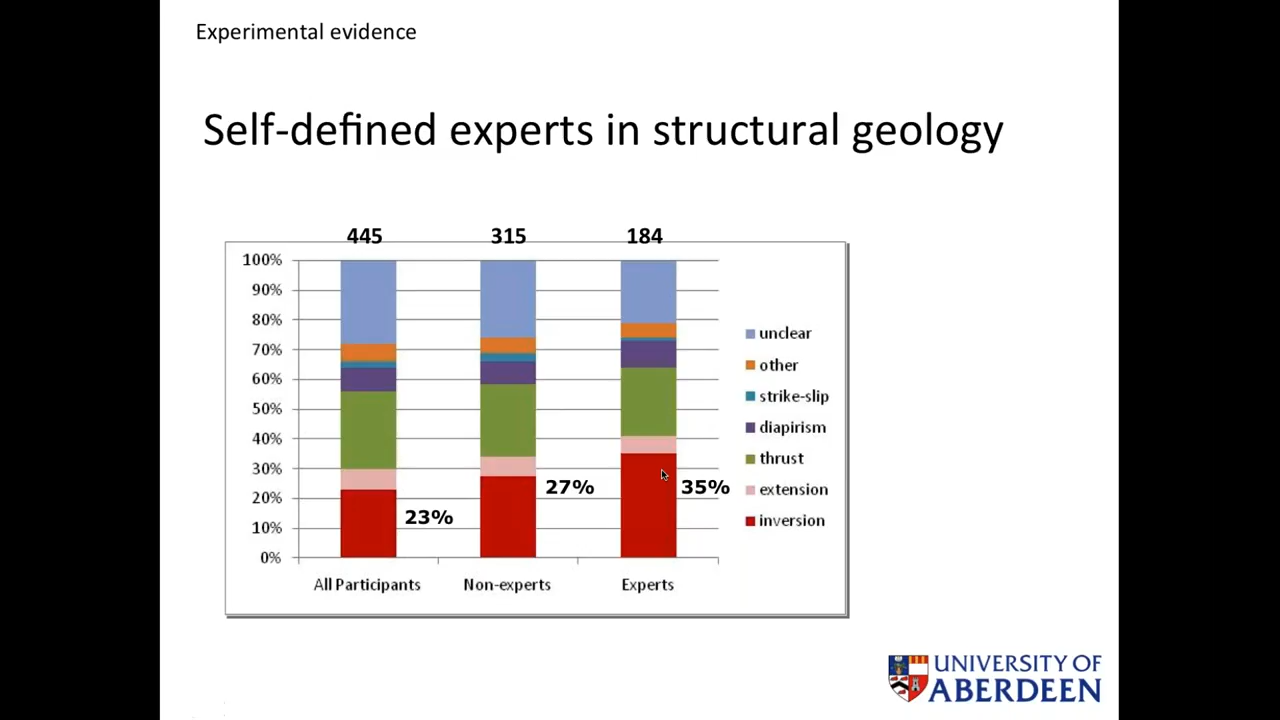 Experimental evidence
Self-defined experts in structural geology
445 315 184
100%
90%
80%
70%
60%
50%
40%
30%
20%
10%
0%
23%
27%
35%
All Participants Non-experts Experts
unclear
other
strike-slip
diapirism
thrust
extension
inversion
UNIVERSITY OF
ABERDEEN